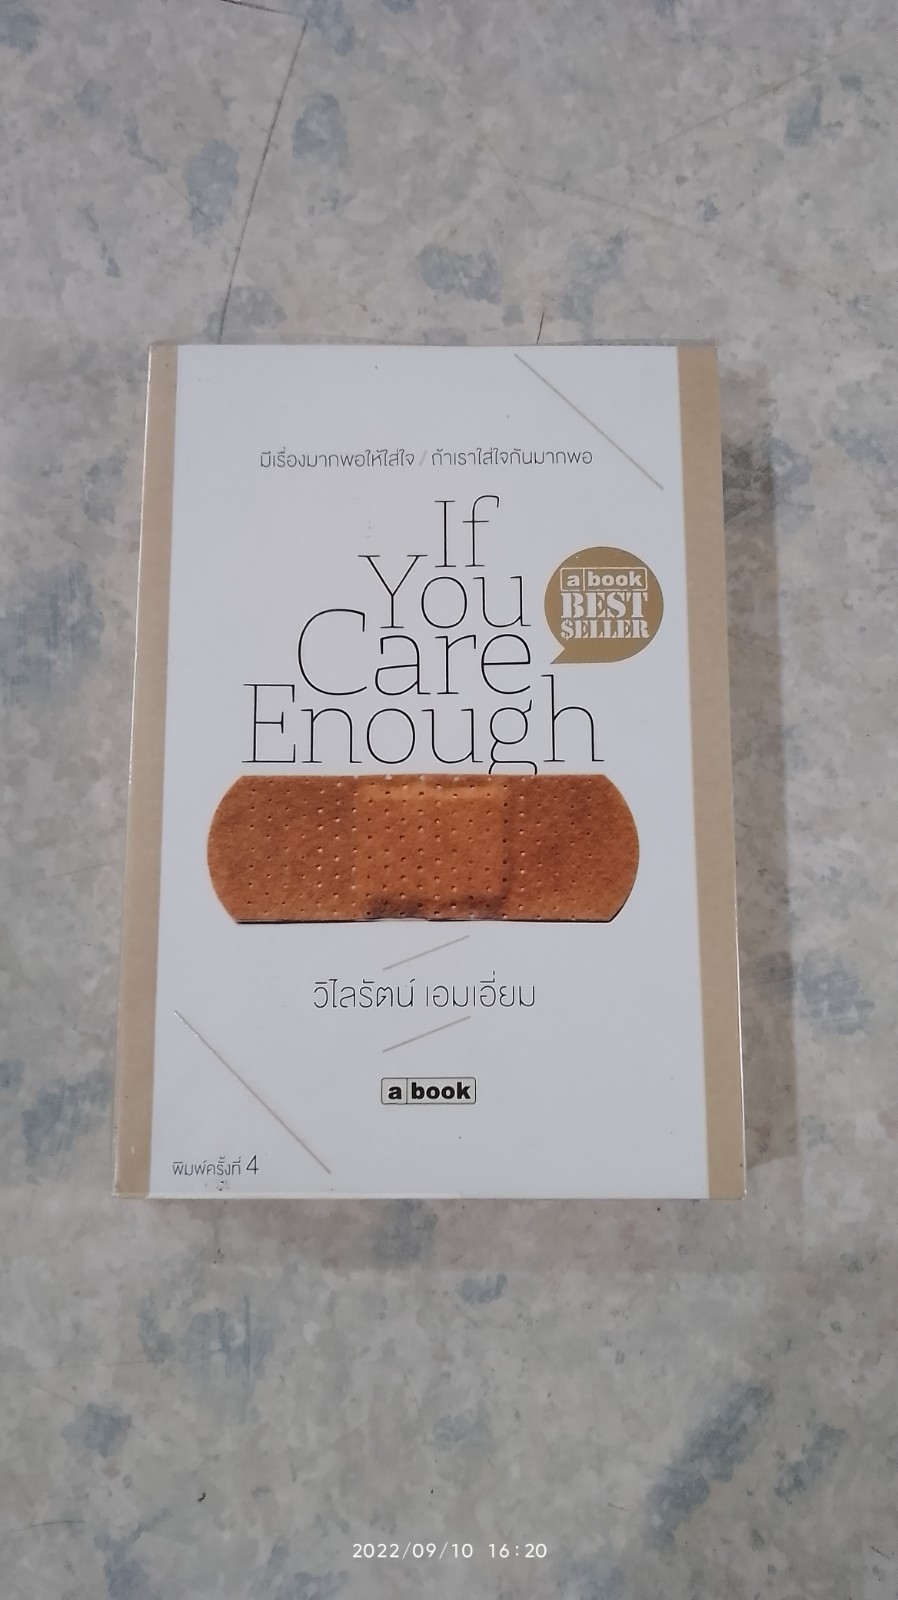 มีเรื่องมากพอให้ใส่ใจ / ถ้าเราใส่ใจกันมากพอ
If
You
Care
Enough
a book
BEST
$ELLER
วิไลรัตน์ เอมเอี่ยม
a book
พิมพ์ครั้งที่ 4
2022/09/10 16:20